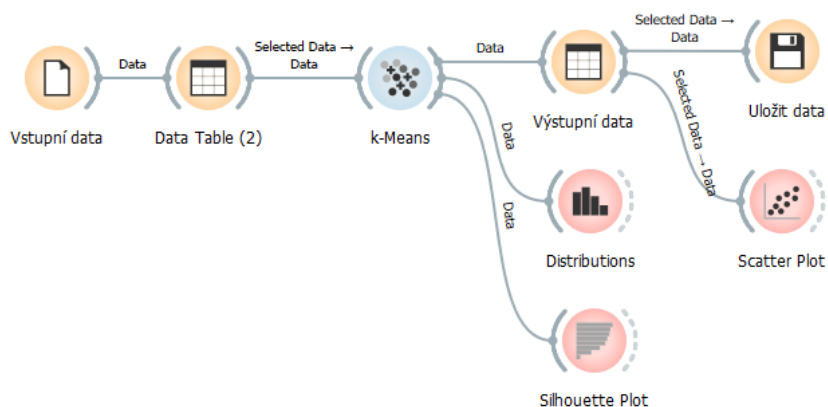 Data
Selected Data → Data
Data
Selected Data → Data
Vstupní data
Data Table (2)
k-Means
Výstupní data
Uložit data
Data
Selected Data → Data
Data
Distributions
Scatter Plot
Silhouette Plot